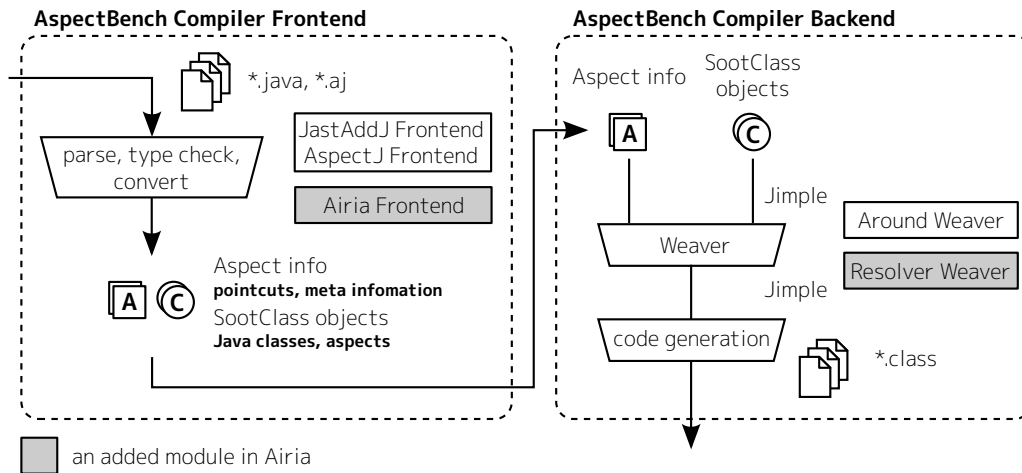 AspectBench Compiler Frontend
*.java, *.aj
parse, type check,
convert
JastAddJ Frontend
AspectJ Frontend
Airia Frontend
A
C
Aspect info
pointcuts, meta infomation
SootClass objects
Java classes, aspects
AspectBench Compiler Backend
Aspect info
SootClass
objects
A
C
Jimple
Weaver
Around Weaver
Resolver Weaver
Jimple
code generation
*.class
an added module in Airia